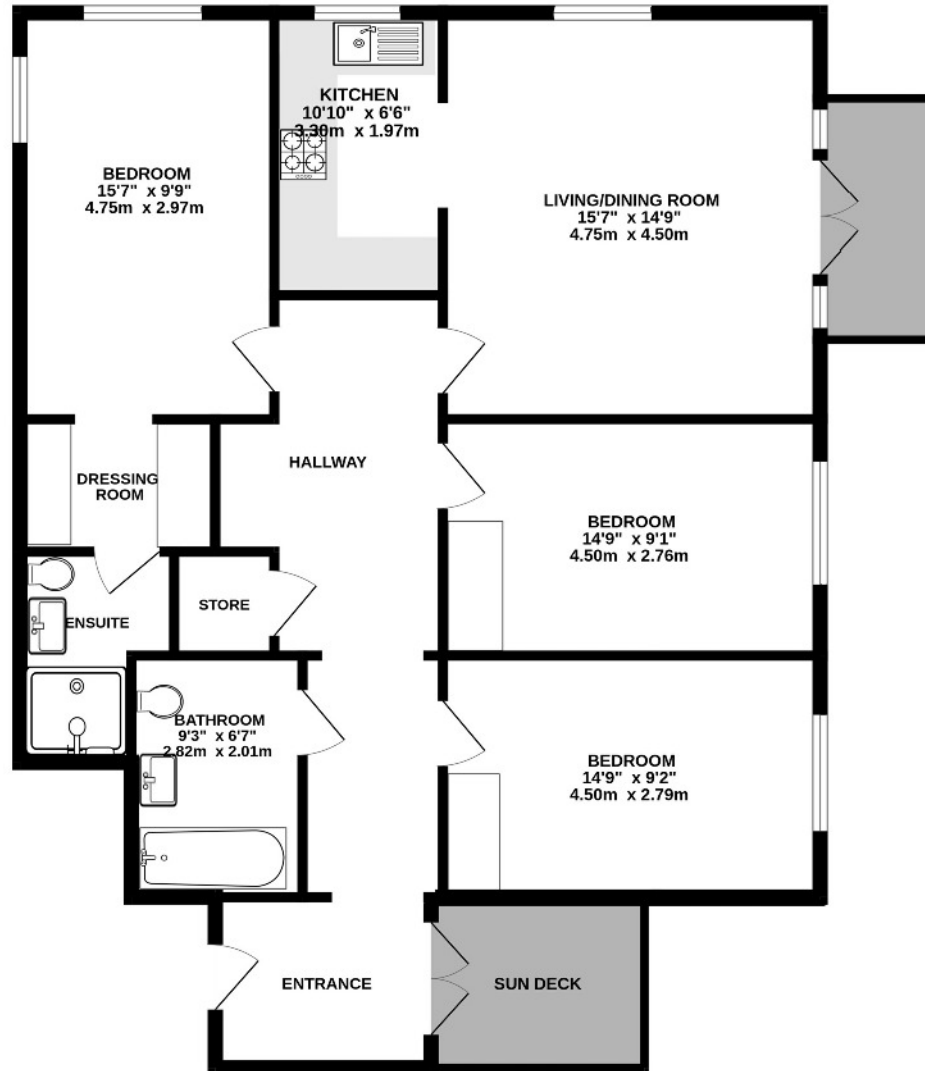 KITCHEN
10'10" x 6'6"
3.30m x 1.97m
BEDROOM
15'7" x 9'9"
4.75m x 2.97m
LIVING/DINING ROOM
15'7" x 14'9"
4.75m x 4.50m
HALLWAY
DRESSING
ROOM
BEDROOM
14'9" x 9'1"
4.50m x 2.76m
STORE
ENSUITE
BATHROOM
9'3" x 6'7"
2.82m x 2.01m
BEDROOM
14'9" x 9'2"
4.50m x 2.79m
ENTRANCE
SUN DECK